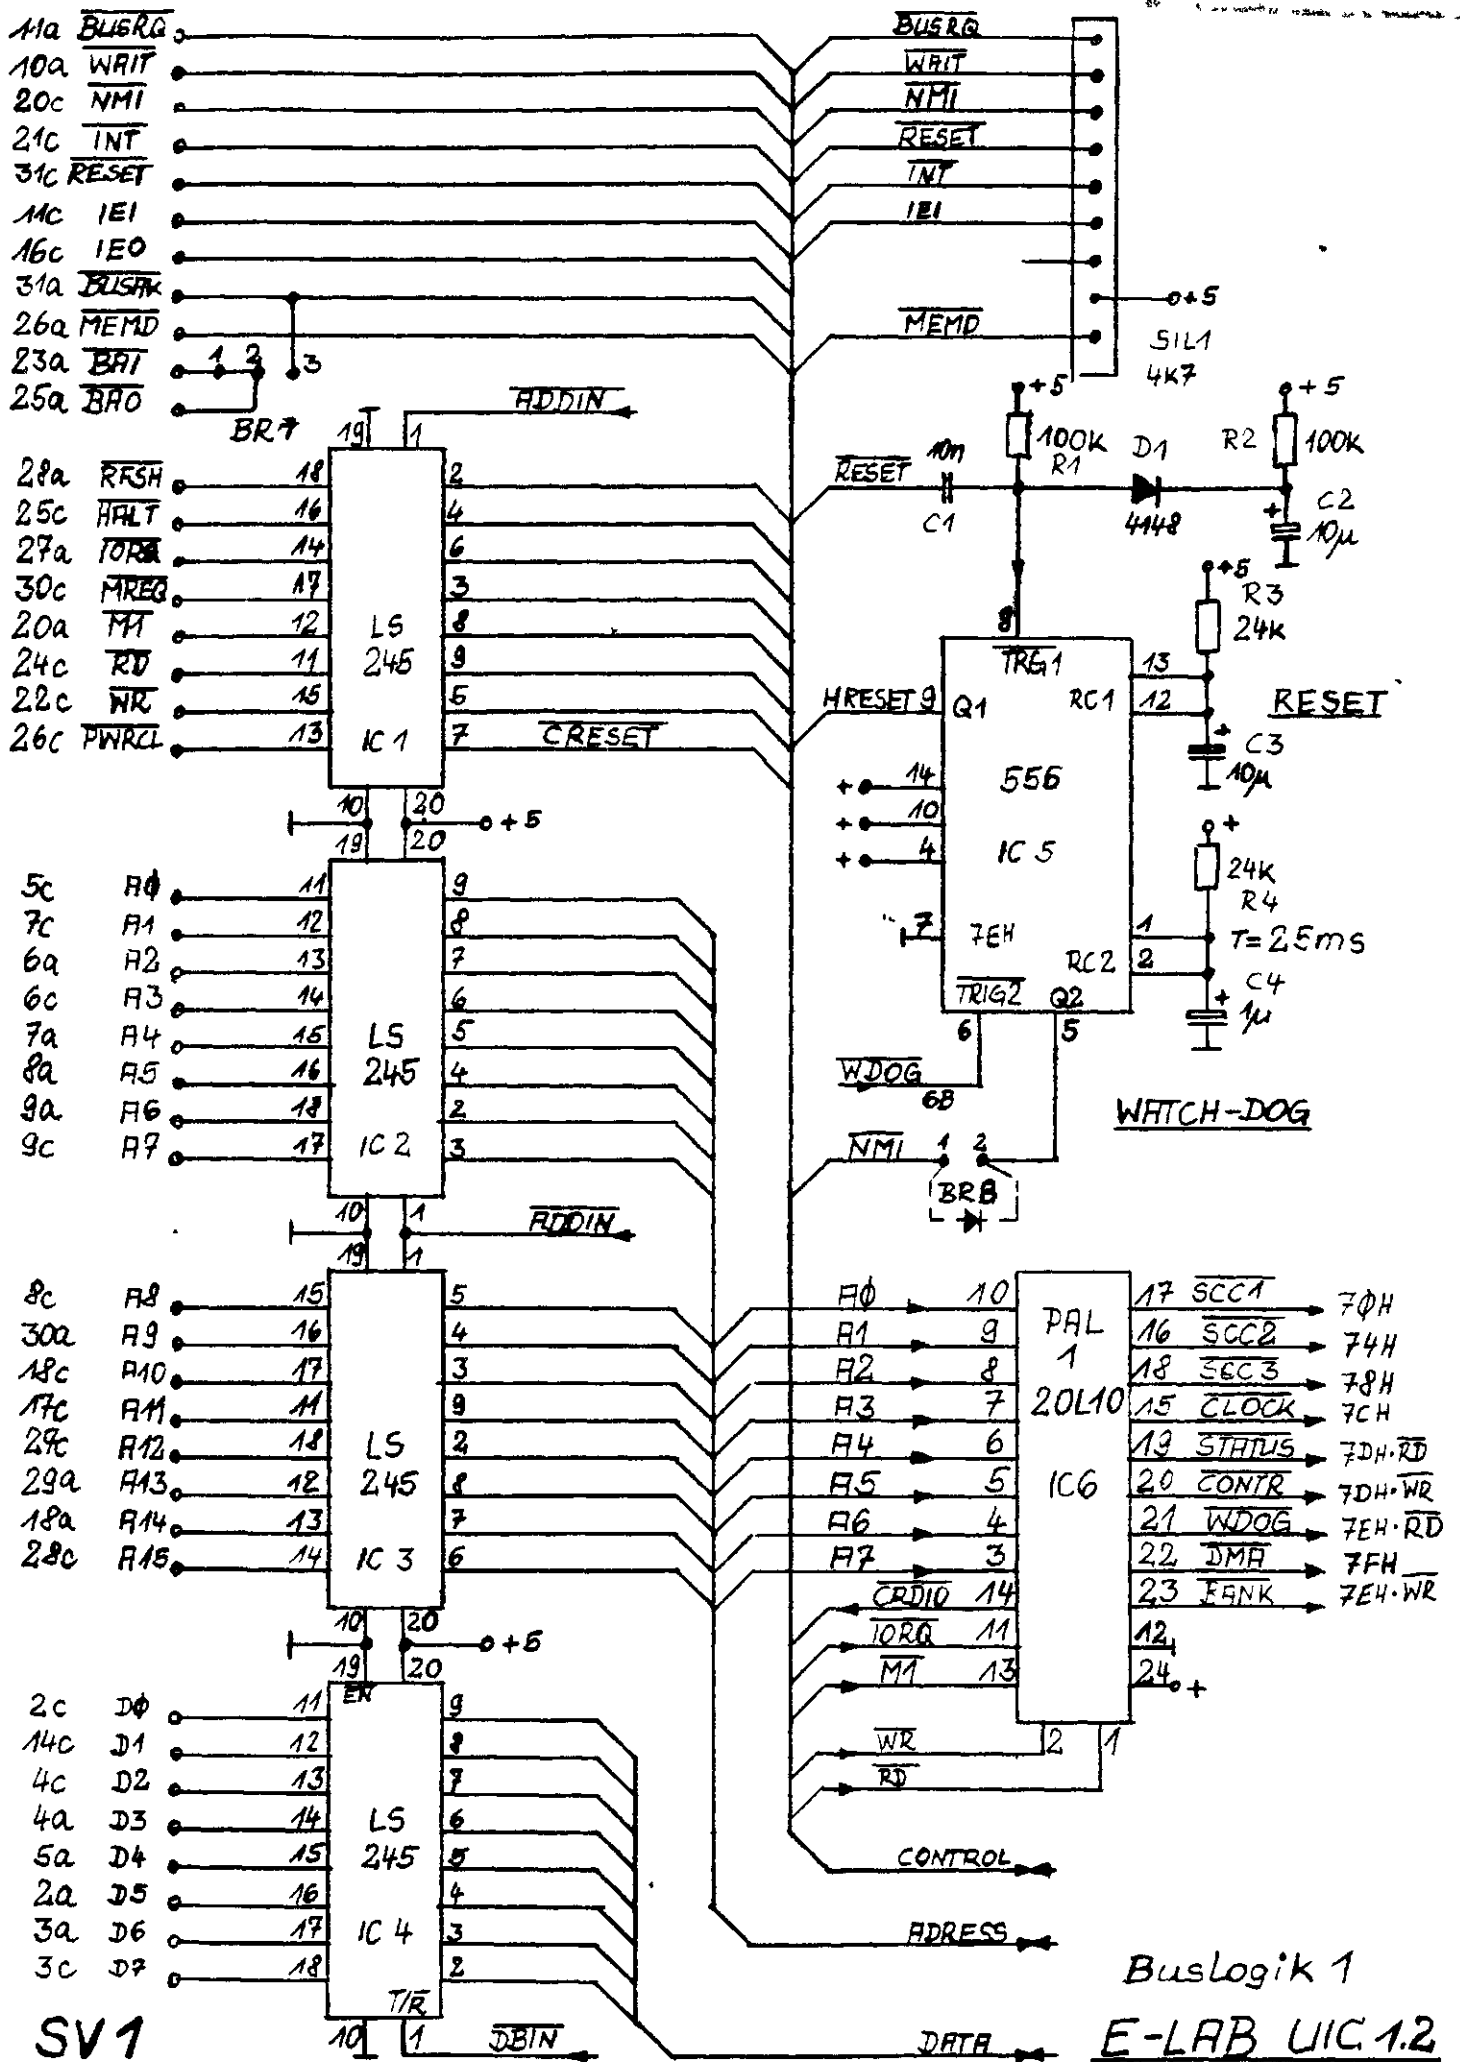 11a BUSRQ
10a WAIT
20c NMI
21c INT
31c RESET
11c IEI
16c IEO
31a BUSAK
26a MEMD
23a BAI 1 2 3
25a BAO
BR7
BUSRQ
WAIT
NMI
RESET
INT
IEI
+5
MEMD
SIL1
4K7
ADDIN
19 1
28a RFSH 18 2
25c HALT 16 4
27a IORQ 14 6
30c MREQ 17 3
20a M1 12 8
24c RD 11 9
22c WR 15 5
26c PWRCL 13 7 CRESET
LS
245
IC 1
10 20
+5
19 20
5c AØ 11 9
7c A1 12 8
6a A2 13 7
6c A3 14 6
7a A4 15 5
8a A5 16 4
9a A6 18 2
9c A7 17 3
LS
245
IC 2
10 1
ADDIN
19 1
8c A8 15 5
30a A9 16 4
18c A10 17 3
17c A11 11 9
29c A12 18 2
29a A13 12 8
18a A14 13 7
28c A15 14 6
LS
245
IC 3
10 20
+5
19 20
EN
2c DØ 11 9
14c D1 12 8
4c D2 13 7
4a D3 14 6
5a D4 15 5
2a D5 16 4
3a D6 17 3
3c D7 18 2
LS
245
IC 4
T/R
10 1
DBIN
SV1
+5
100K
R1
+5
R2 100K
RESET 10n
C1
D1
4148
C2
+
10µ
8
TRG1
HRESET 9 Q1
RC1 13
12
+5
R3
24K
RESET
+ C3
10µ
+ 14
+ 10
+ 4
556
IC 5
7 7EH
RC2 1
2
+
24K
R4
T=25ms
C4
+
1µ
TRIG2 Q2
6 5
WDOG
6B
NMI 1 2
BR8
WATCH-DOG
AØ 10
A1 9
A2 8
A3 7
A4 6
A5 5
A6 4
A7 3
CRDIO 14
IORQ 11
M1 13
WR 2
RD 1
PAL
1
20L10
IC6
17 SCC1 7ØH
16 SCC2 74H
18 SCC3 78H
15 CLOCK 7CH
19 STATUS 7DH·RD
20 CONTR 7DH·WR
21 WDOG 7EH·RD
22 DMA 7FH
23 BANK 7EH·WR
12
24 +
CONTROL
ADRESS
DATA
BusLogik 1
E-LAB UIC 1.2